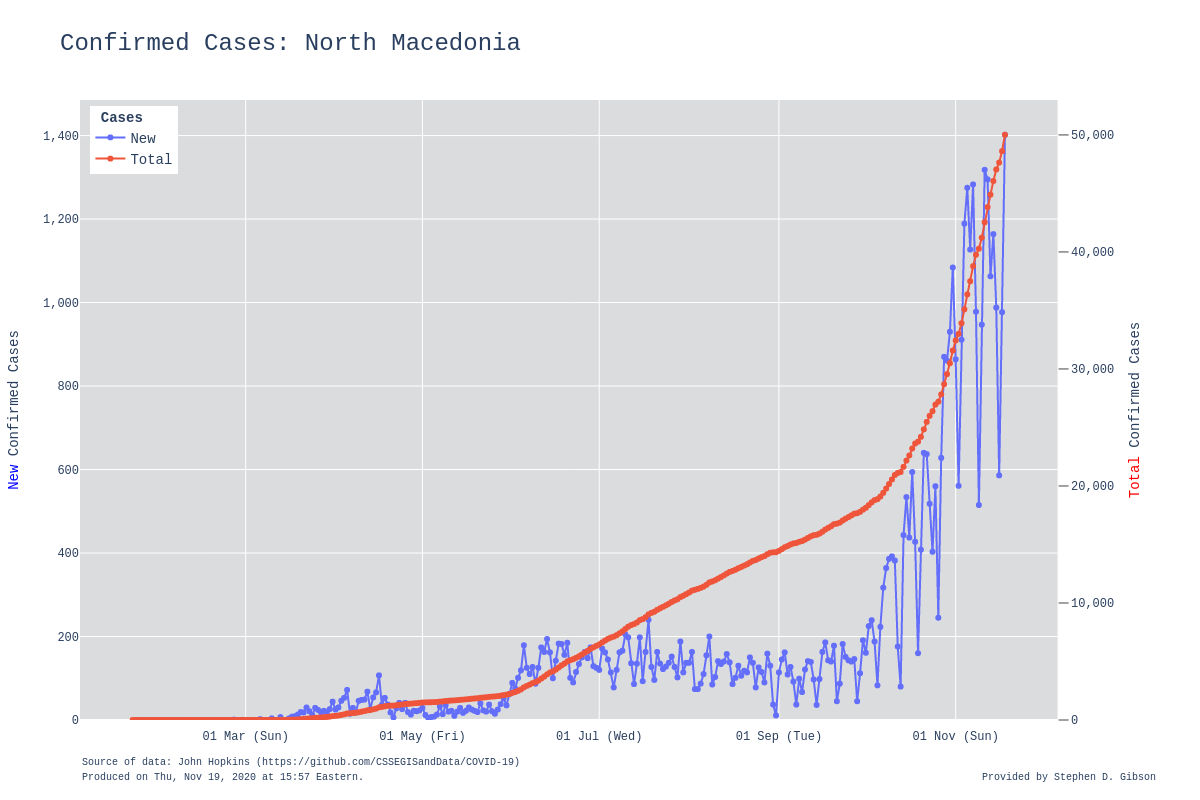 Confirmed Cases: North Macedonia
Cases
New
Total
1,400
1,200
1,000
800
600
400
200
0
New Confirmed Cases
50,000
40,000
30,000
20,000
10,000
0
Total Confirmed Cases
01 Mar (Sun)
01 May (Fri)
01 Jul (Wed)
01 Sep (Tue)
01 Nov (Sun)
Source of data: John Hopkins (https://github.com/CSSEGISandData/COVID-19)
Produced on Thu, Nov 19, 2020 at 15:57 Eastern.
Provided by Stephen D. Gibson